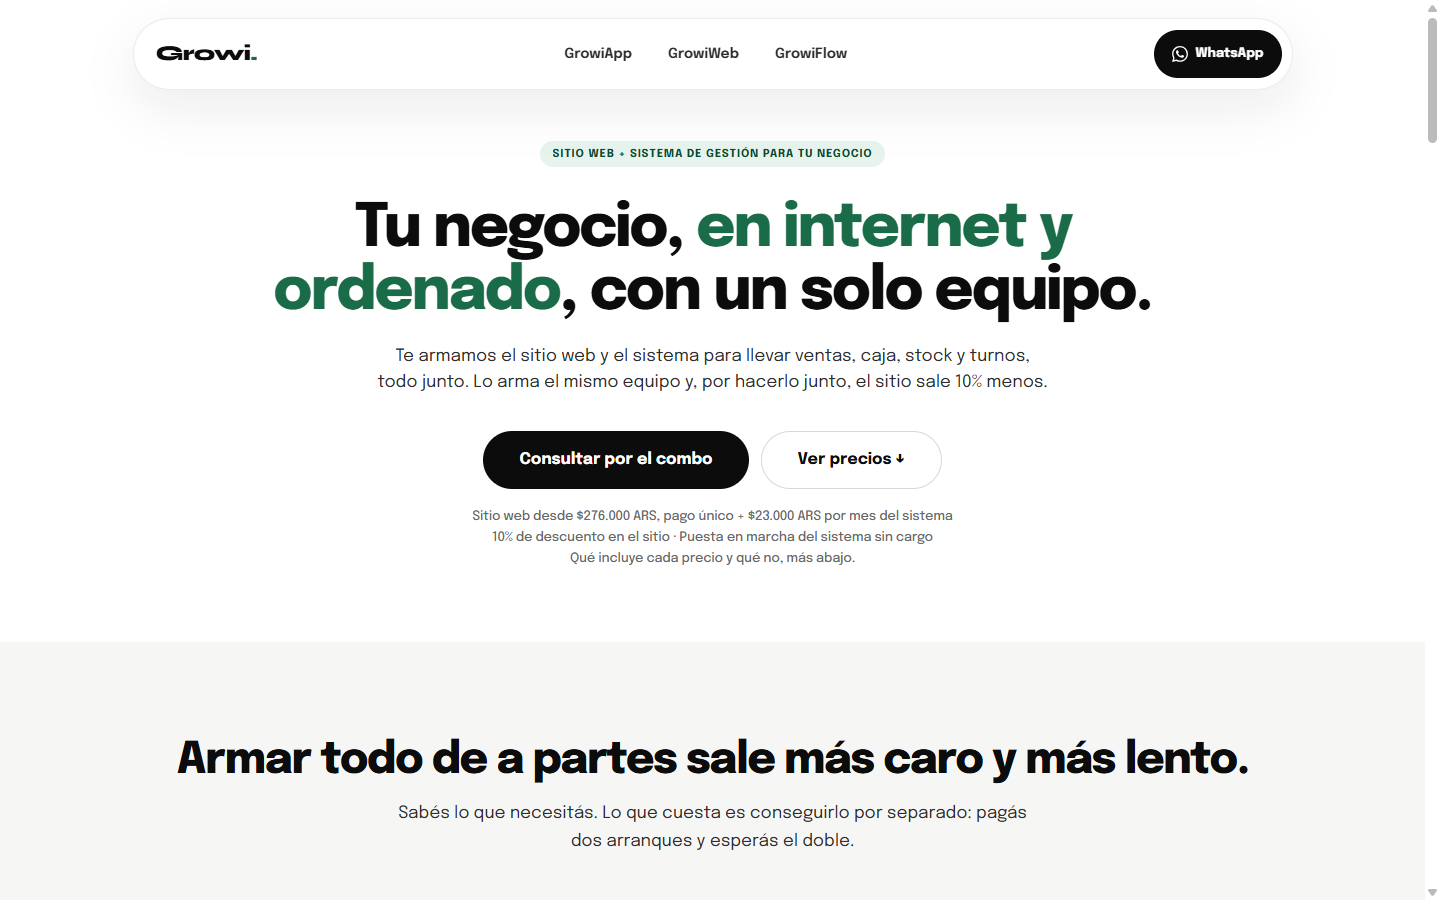 Growi.
GrowiApp
GrowiWeb
GrowiFlow
WhatsApp
SITIO WEB + SISTEMA DE GESTIÓN PARA TU NEGOCIO
Tu negocio, en internet y
ordenado, con un solo equipo.
Te armamos el sitio web y el sistema para llevar ventas, caja, stock y turnos,
todo junto. Lo arma el mismo equipo y, por hacerlo junto, el sitio sale 10% menos.
Consultar por el combo
Ver precios ↓
Sitio web desde $276.000 ARS, pago único + $23.000 ARS por mes del sistema
10% de descuento en el sitio · Puesta en marcha del sistema sin cargo
Qué incluye cada precio y qué no, más abajo.
Armar todo de a partes sale más caro y más lento.
Sabés lo que necesitás. Lo que cuesta es conseguirlo por separado: pagás
dos arranques y esperás el doble.